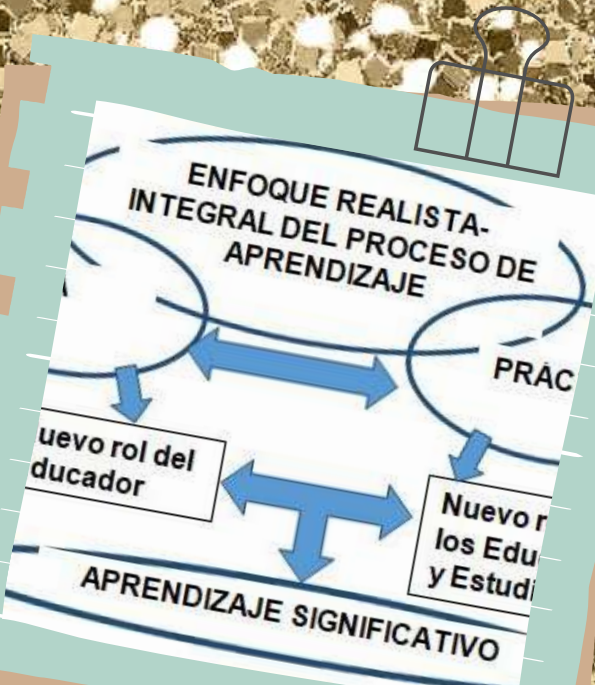 ENFOQUE REALISTA-
INTEGRAL DEL PROCESO DE
APRENDIZAJE
PRÁC
uevo rol del
ducador
Nuevo r
los Edu
y Estudi
APRENDIZAJE SIGNIFICATIVO